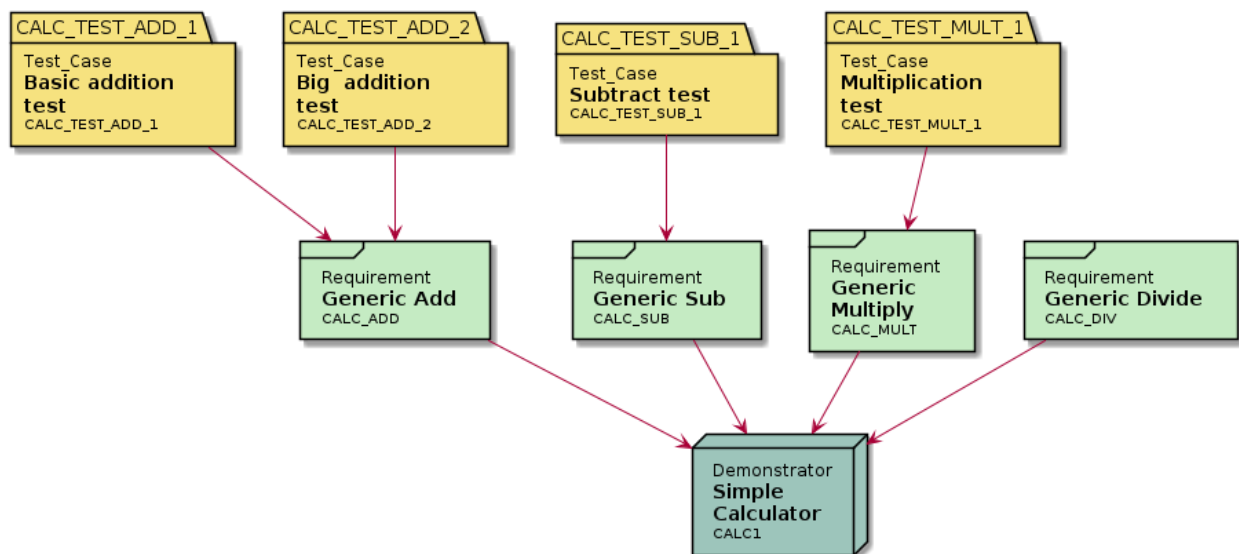 CALC_TEST_ADD_1
Test_Case
Basic addition
test
CALC_TEST_ADD_1
CALC_TEST_ADD_2
Test_Case
Big  addition
test
CALC_TEST_ADD_2
CALC_TEST_SUB_1
Test_Case
Subtract test
CALC_TEST_SUB_1
CALC_TEST_MULT_1
Test_Case
Multiplication
test
CALC_TEST_MULT_1
Requirement
Generic Add
CALC_ADD
Requirement
Generic Sub
CALC_SUB
Requirement
Generic
Multiply
CALC_MULT
Requirement
Generic Divide
CALC_DIV
Demonstrator
Simple
Calculator
CALC1